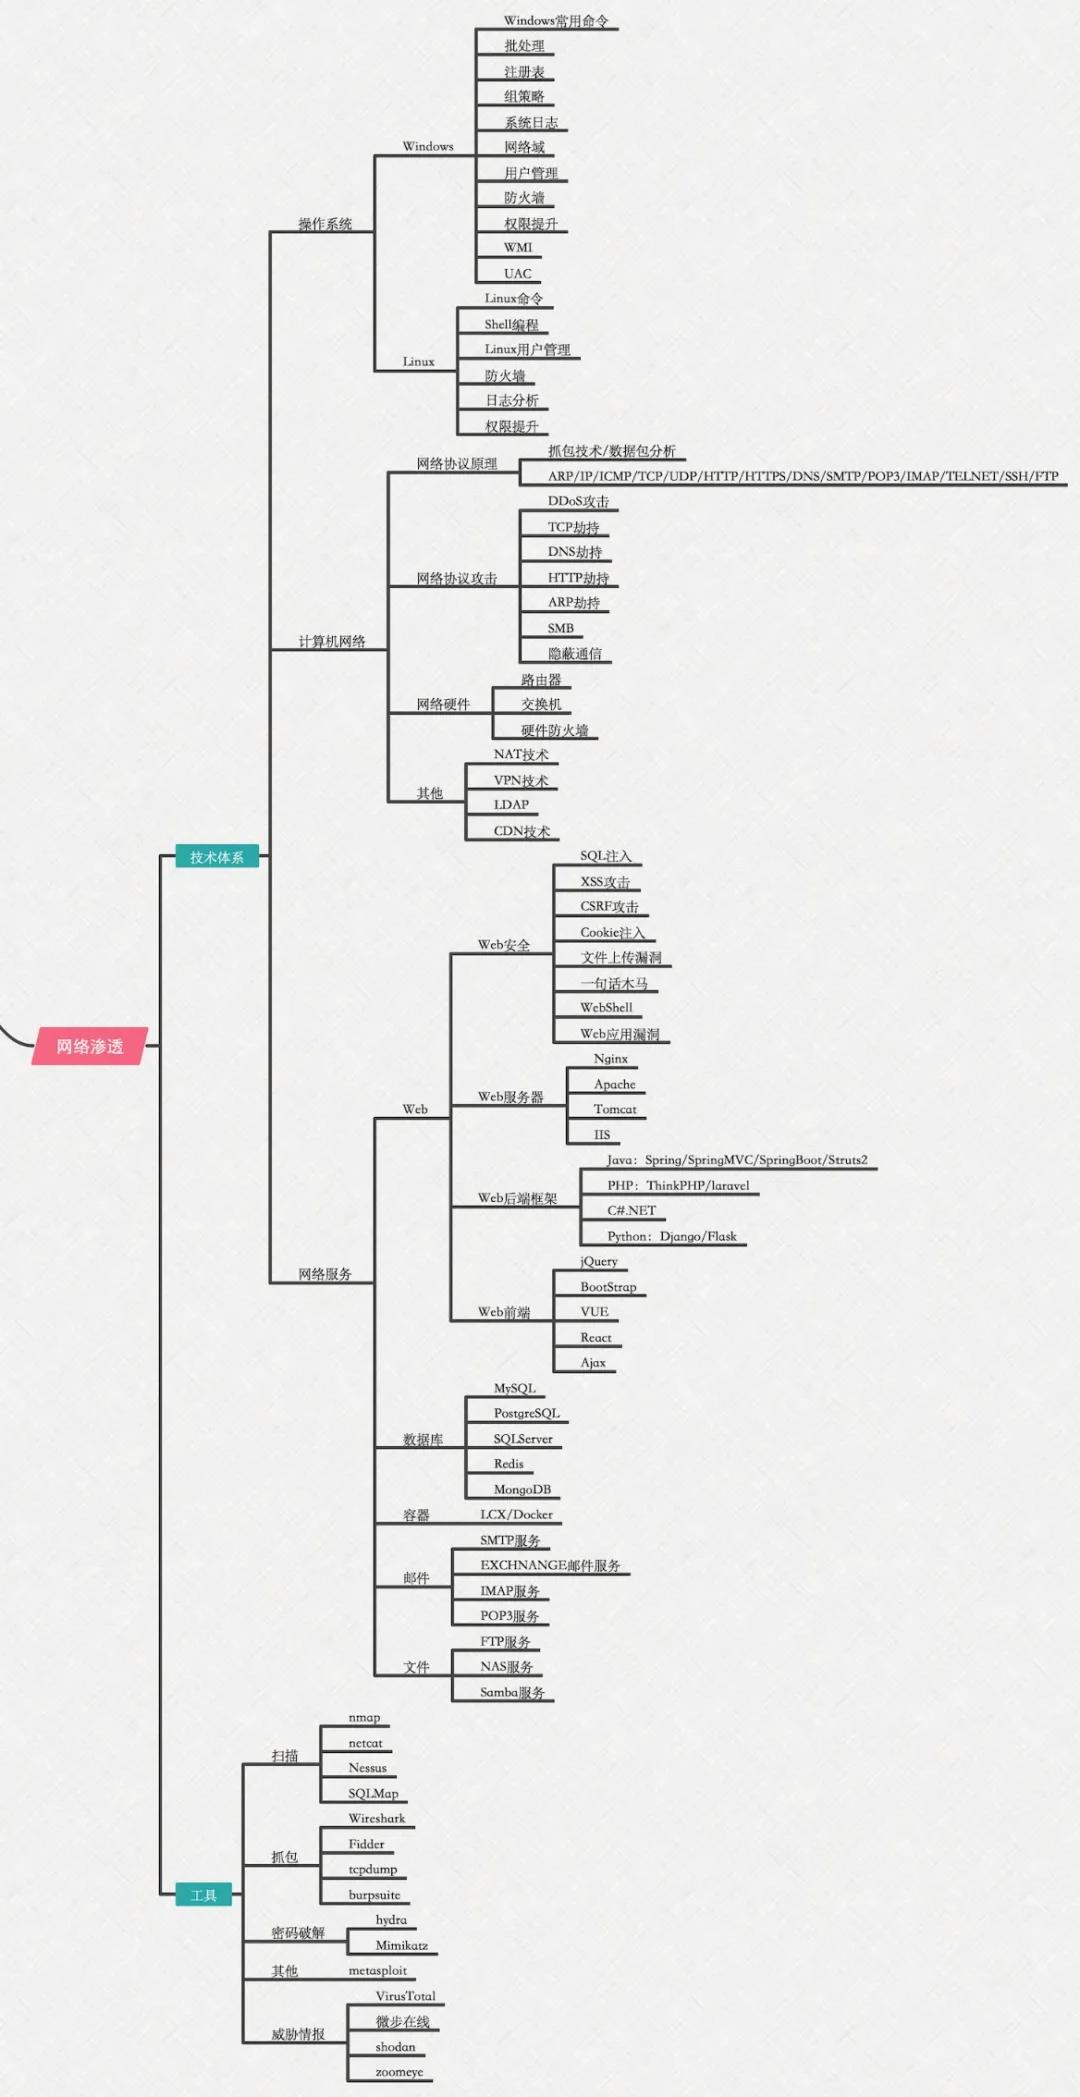 网络渗透
技术体系
操作系统
Windows
Windows常用命令
批处理
注册表
组策略
系统日志
网络域
用户管理
防火墙
权限提升
WMI
UAC
Linux
Linux命令
Shell编程
Linux用户管理
防火墙
日志分析
权限提升
计算机网络
网络协议原理
抓包技术/数据包分析
ARP/IP/ICMP/TCP/UDP/HTTP/HTTPS/DNS/SMTP/POP3/IMAP/TELNET/SSH/FTP
网络协议攻击
DDoS攻击
TCP劫持
DNS劫持
HTTP劫持
ARP劫持
SMB
隐蔽通信
网络硬件
路由器
交换机
硬件防火墙
其他
NAT技术
VPN技术
LDAP
CDN技术
网络服务
Web
Web安全
SQL注入
XSS攻击
CSRF攻击
Cookie注入
文件上传漏洞
一句话木马
WebShell
Web应用漏洞
Web服务器
Nginx
Apache
Tomcat
IIS
Web后端框架
Java：Spring/SpringMVC/SpringBoot/Struts2
PHP：ThinkPHP/laravel
C#.NET
Python：Django/Flask
Web前端
jQuery
BootStrap
VUE
React
Ajax
数据库
MySQL
PostgreSQL
SQLServer
Redis
MongoDB
容器
LCX/Docker
邮件
SMTP服务
EXCHNANGE邮件服务
IMAP服务
POP3服务
文件
FTP服务
NAS服务
Samba服务
工具
扫描
nmap
netcat
Nessus
SQLMap
抓包
Wireshark
Fidder
tcpdump
burpsuite
密码破解
hydra
Mimikatz
其他
metasploit
威胁情报
VirusTotal
微步在线
shodan
zoomeye